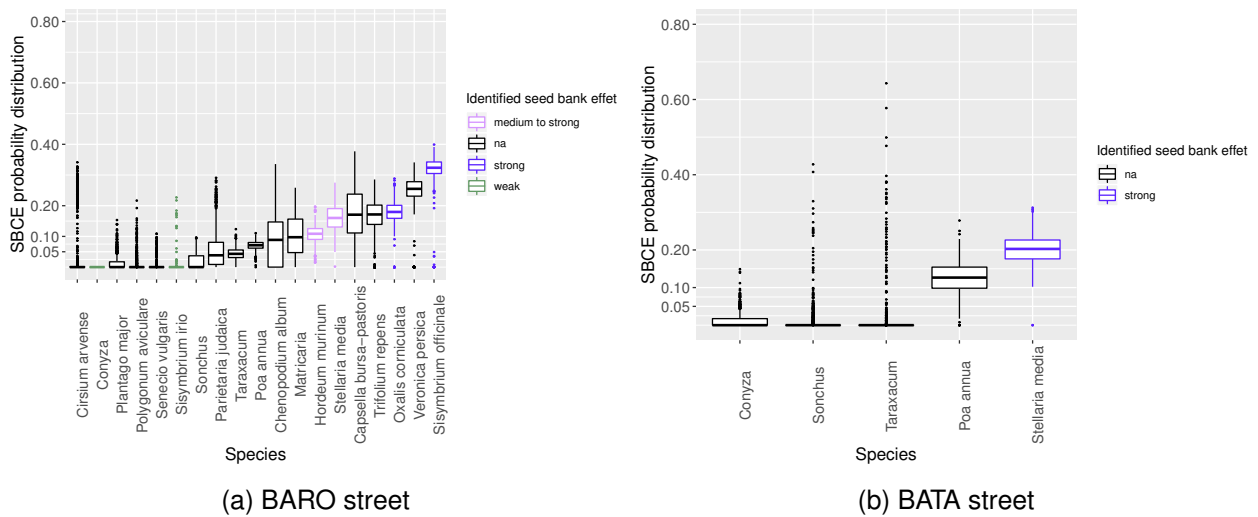 SBCE probability distribution
0.80
0.60
0.40
0.20
0.10
0.05
Cirsium arvense
Conyza
Plantago major
Polygonum aviculare
Senecio vulgaris
Sisymbrium irio
Sonchus
Parietaria judaica
Taraxacum
Poa annua
Chenopodium album
Matricaria
Hordeum murinum
Stellaria media
Capsella bursa−pastoris
Trifolium repens
Oxalis corniculata
Veronica persica
Sisymbrium officinale
Species
Identified seed bank effet
medium to strong
na
strong
weak
(a) BARO street
SBCE probability distribution
0.80
0.60
0.40
0.20
0.10
0.05
Conyza
Sonchus
Taraxacum
Poa annua
Stellaria media
Species
Identified seed bank effet
na
strong
(b) BATA street